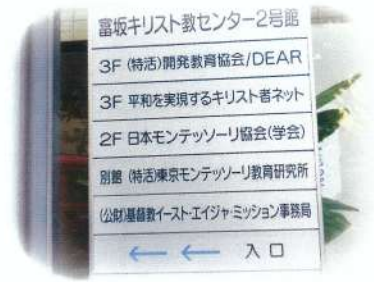 富坂キリスト教センター2号館
3F (特活)開発教育協会/DEAR
3F 平和を実現するキリスト者ネット
2F 日本モンテッソーリ協会(学会)
別館 (特活)東京モンテッソーリ教育研究所
(公財)基督教イースト・エイジャ・ミッション事務局
← ← 入口